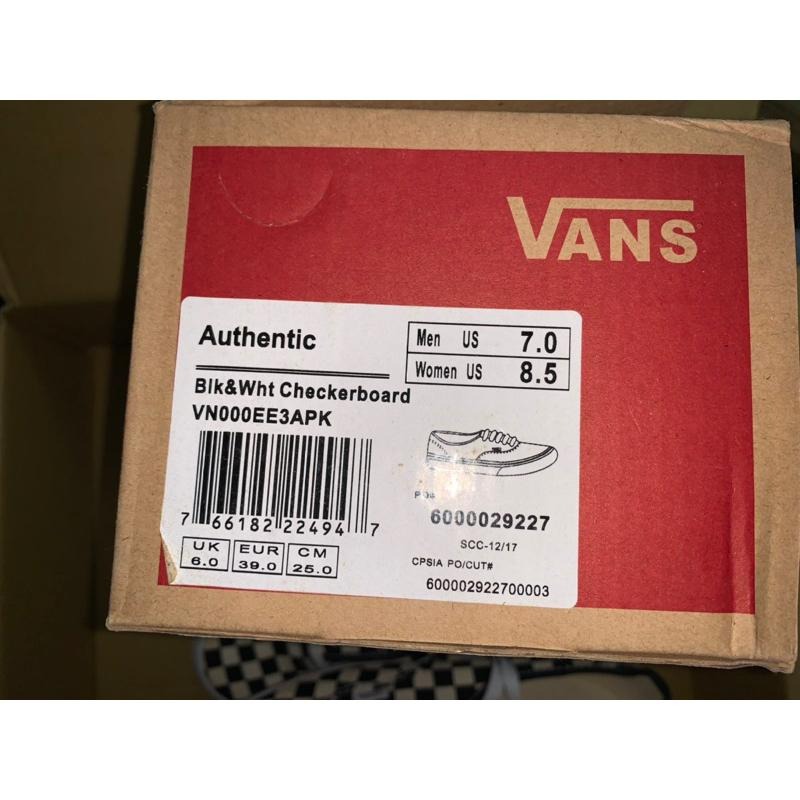 VANS
Authentic
Men US 7.0
Women US 8.5
Blk&Wht Checkerboard
VN000EE3APK
7 66182 22494 7
PO#
6000029227
SCC-12/17
UK EUR CM
6.0 39.0 25.0
CPSIA PO/CUT#
600002922700003